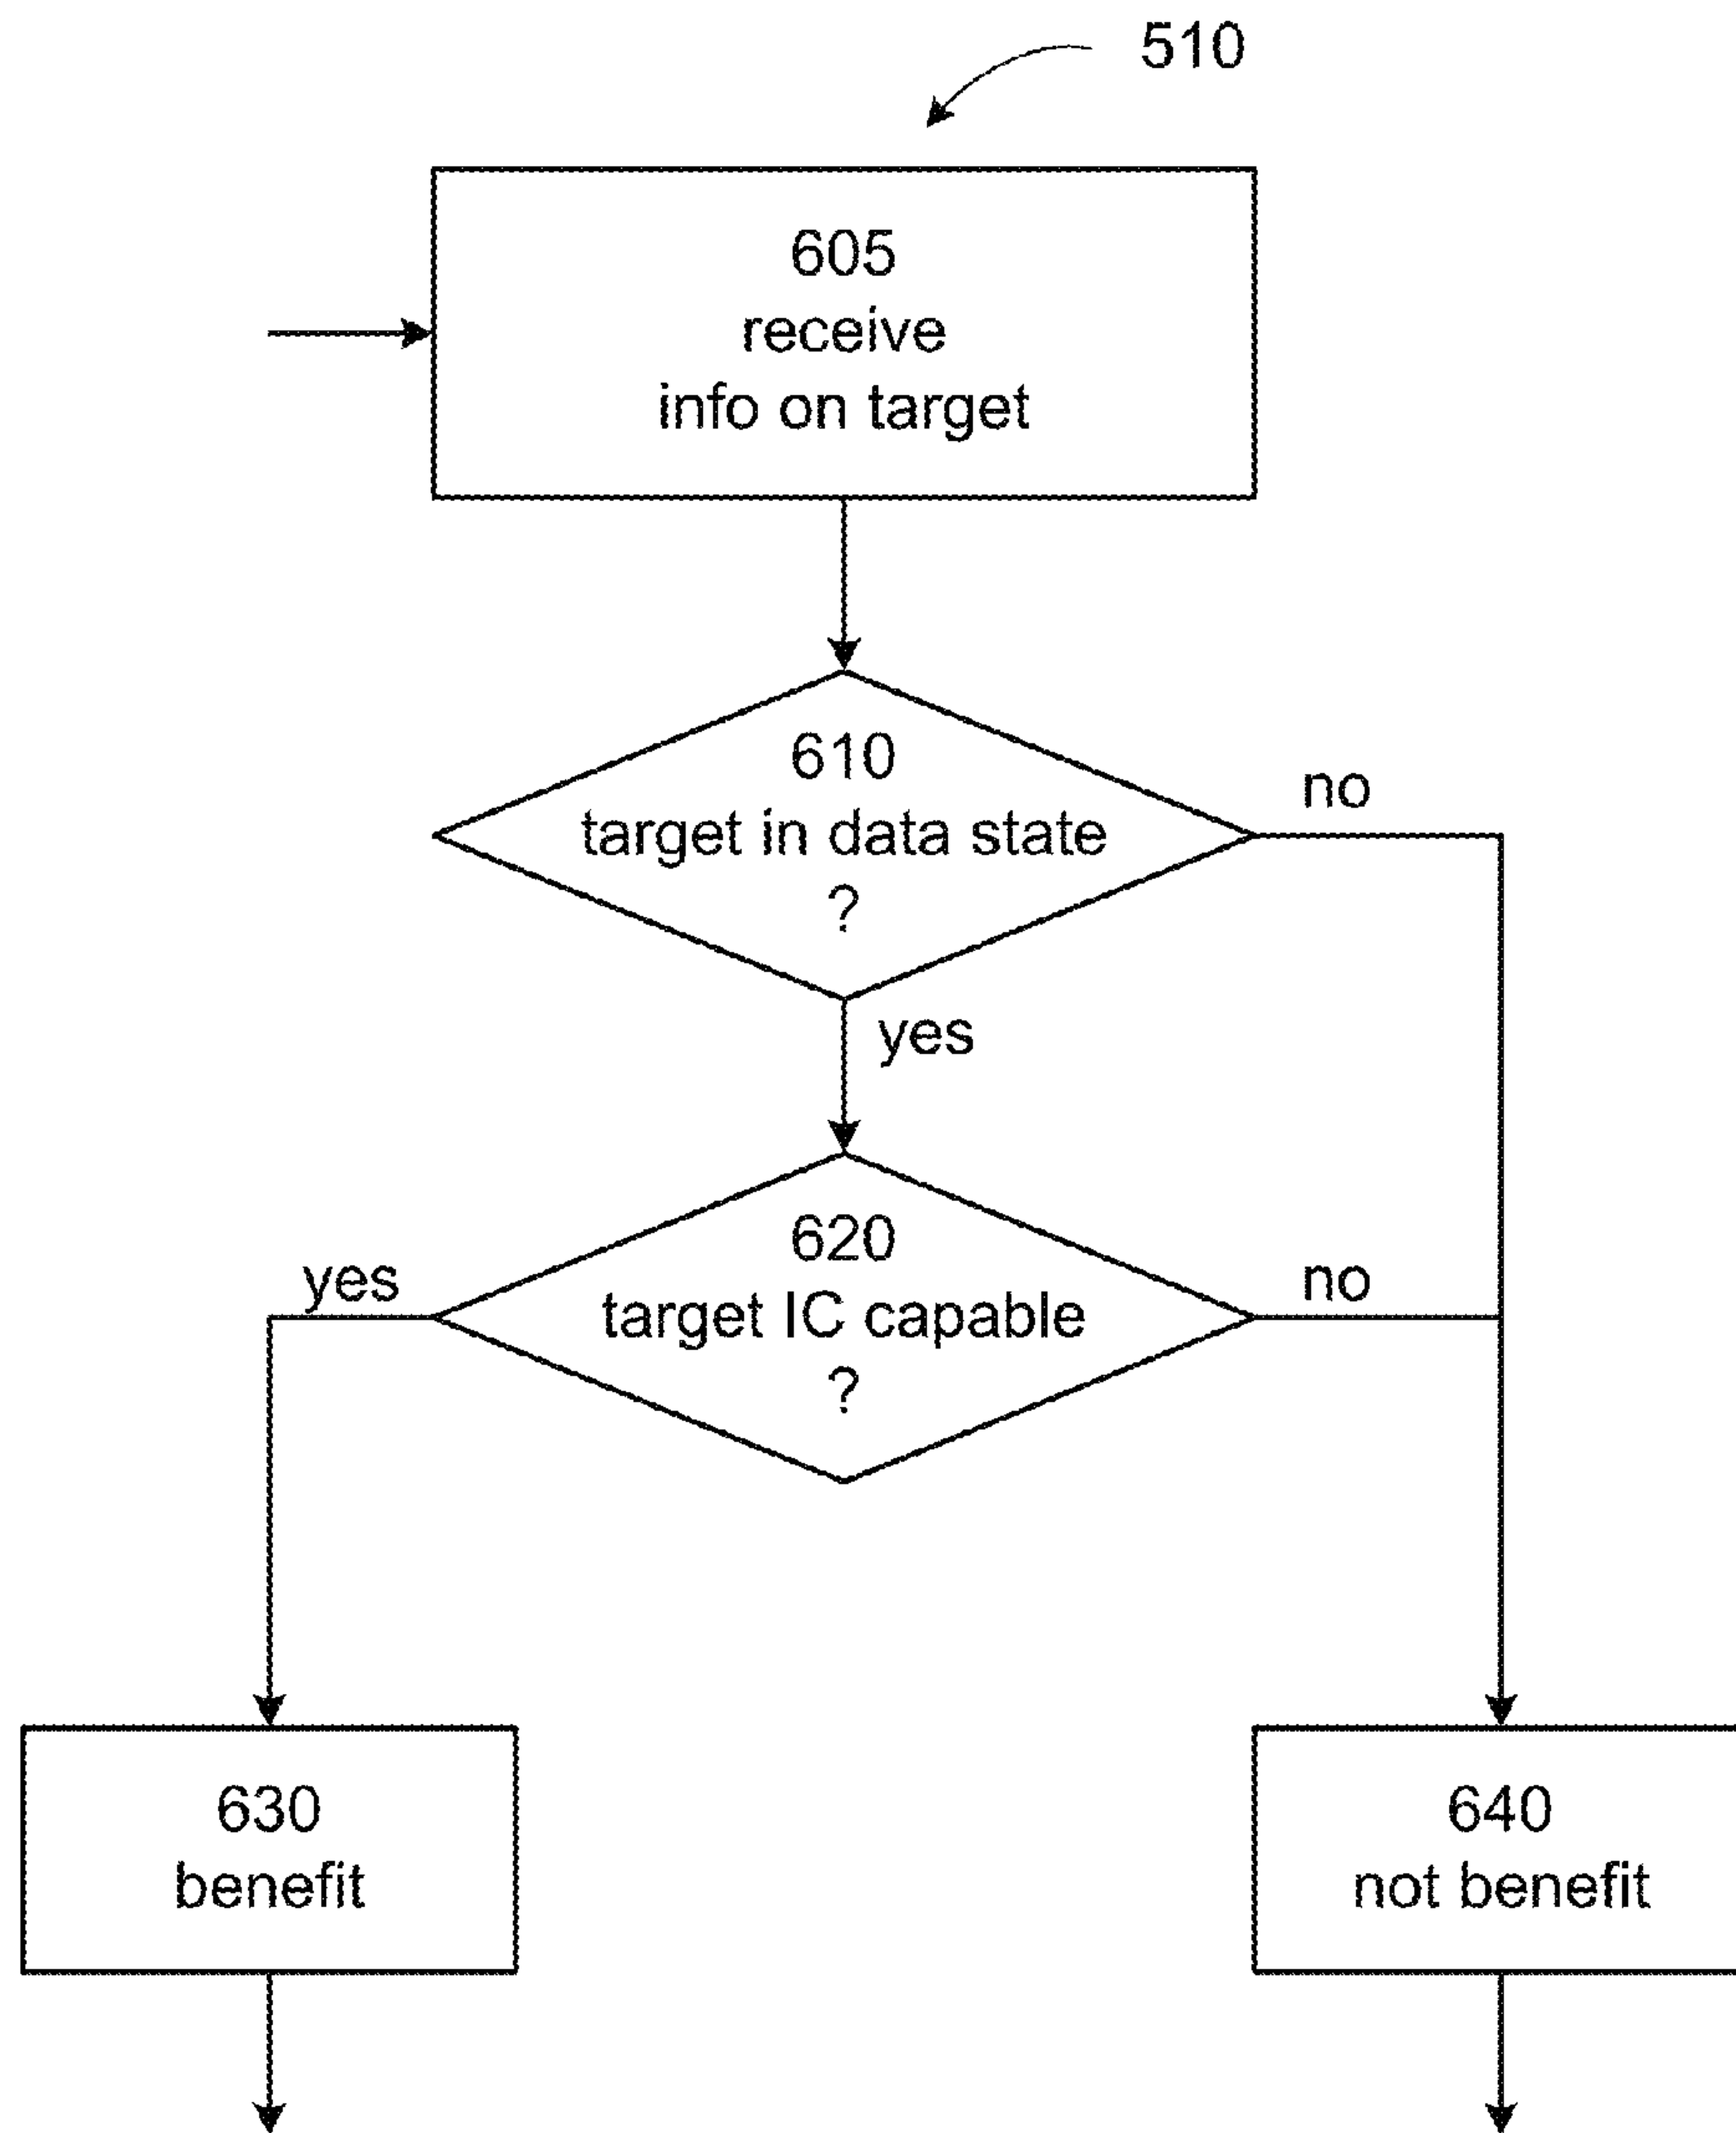 510
605
receive
info on target
610
target in data state
?
no
yes
620
target IC capable
?
yes
no
630
benefit
640
not benefit